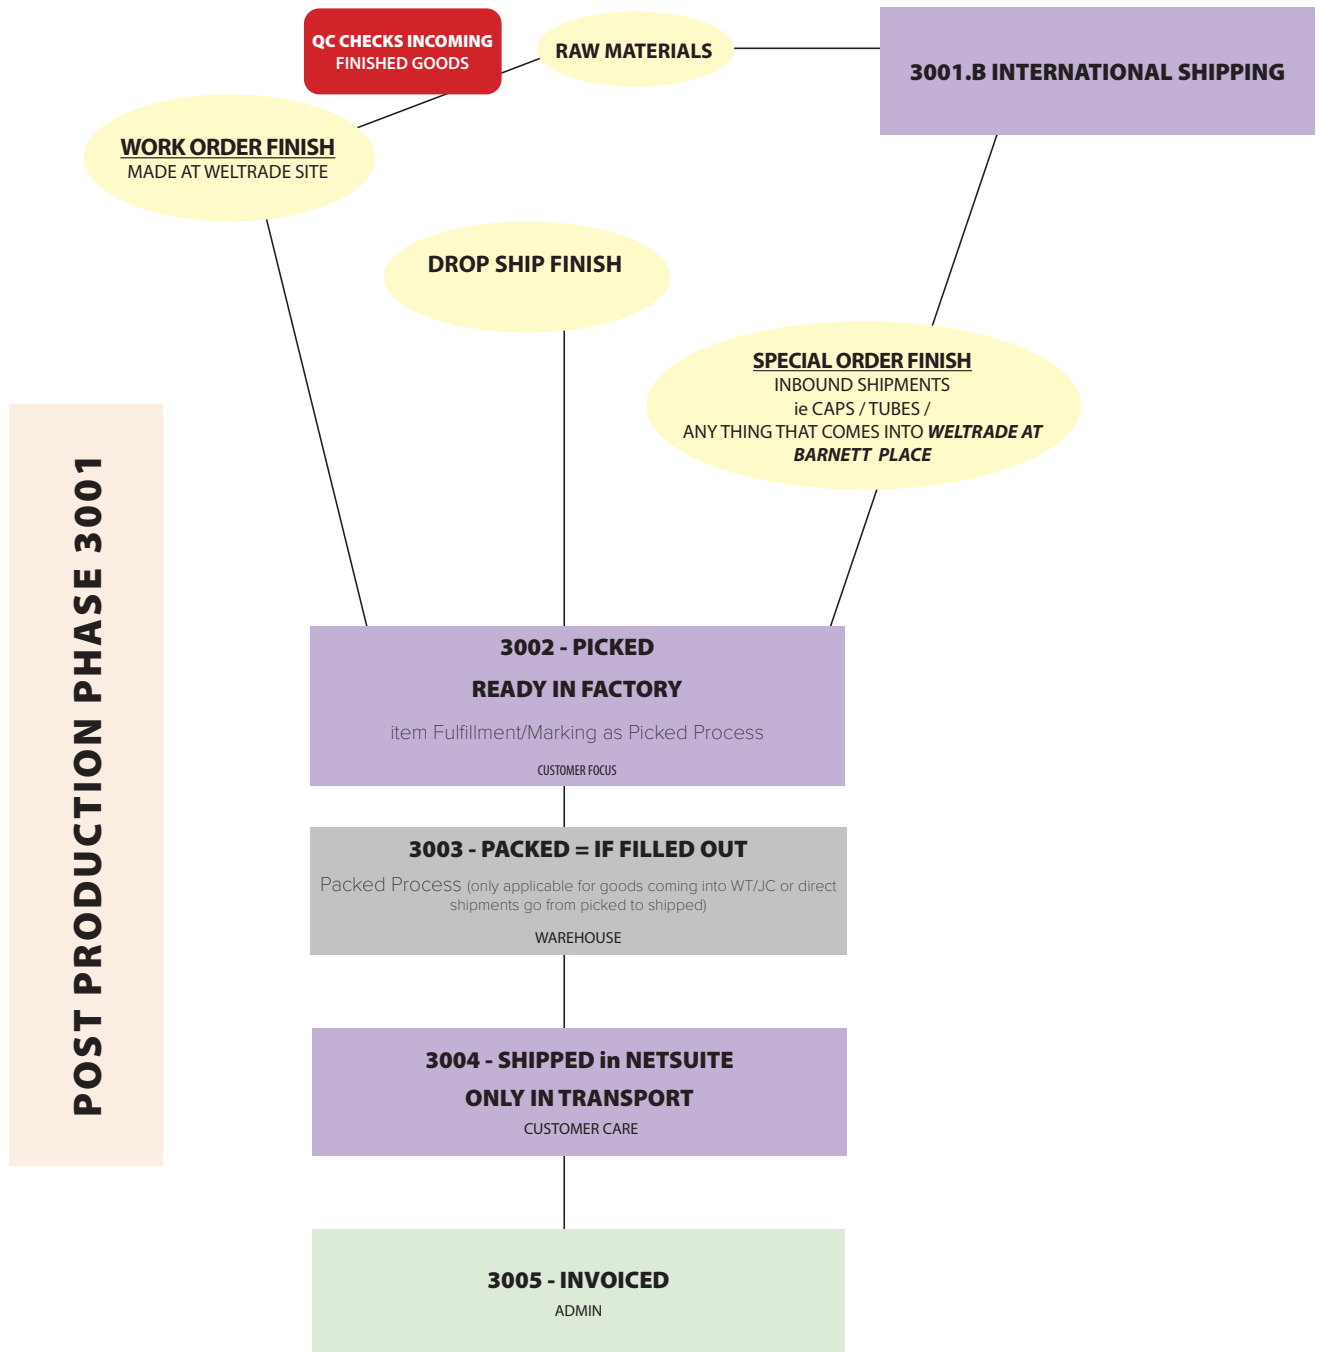 QC CHECKS INCOMING
FINISHED GOODS
RAW MATERIALS
3001.B INTERNATIONAL SHIPPING
WORK ORDER FINISH
MADE AT WELTRADE SITE
DROP SHIP FINISH
SPECIAL ORDER FINISH
INBOUND SHIPMENTS
ie CAPS / TUBES /
ANY THING THAT COMES INTO WELTRADE AT
BARNETT PLACE
POST PRODUCTION PHASE 3001
3002 - PICKED
READY IN FACTORY
item Fulfillment/Marking as Picked Process
CUSTOMER FOCUS
3003 - PACKED = IF FILLED OUT
Packed Process (only applicable for goods coming into WT/JC or direct
shipments go from picked to shipped)
WAREHOUSE
3004 - SHIPPED in NETSUITE
ONLY IN TRANSPORT
CUSTOMER CARE
3005 - INVOICED
ADMIN